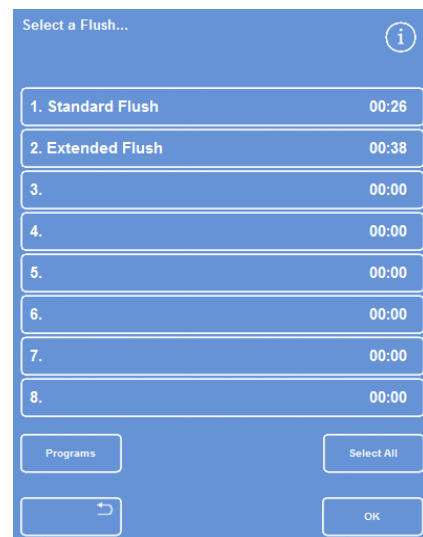 Select a Flush...
i
1. Standard Flush 00:26
2. Extended Flush 00:38
3. 00:00
4. 00:00
5. 00:00
6. 00:00
7. 00:00
8. 00:00
Programs Select All
OK